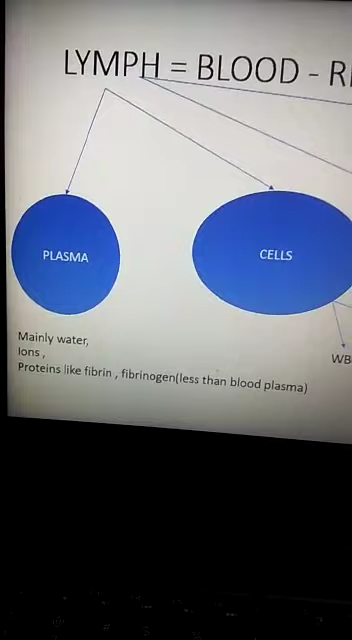 LYMPH = BLOOD - R
PLASMA
CELLS
Mainly water,
Ions ,
Proteins like fibrin , fibrinogen(less than blood plasma)
WB